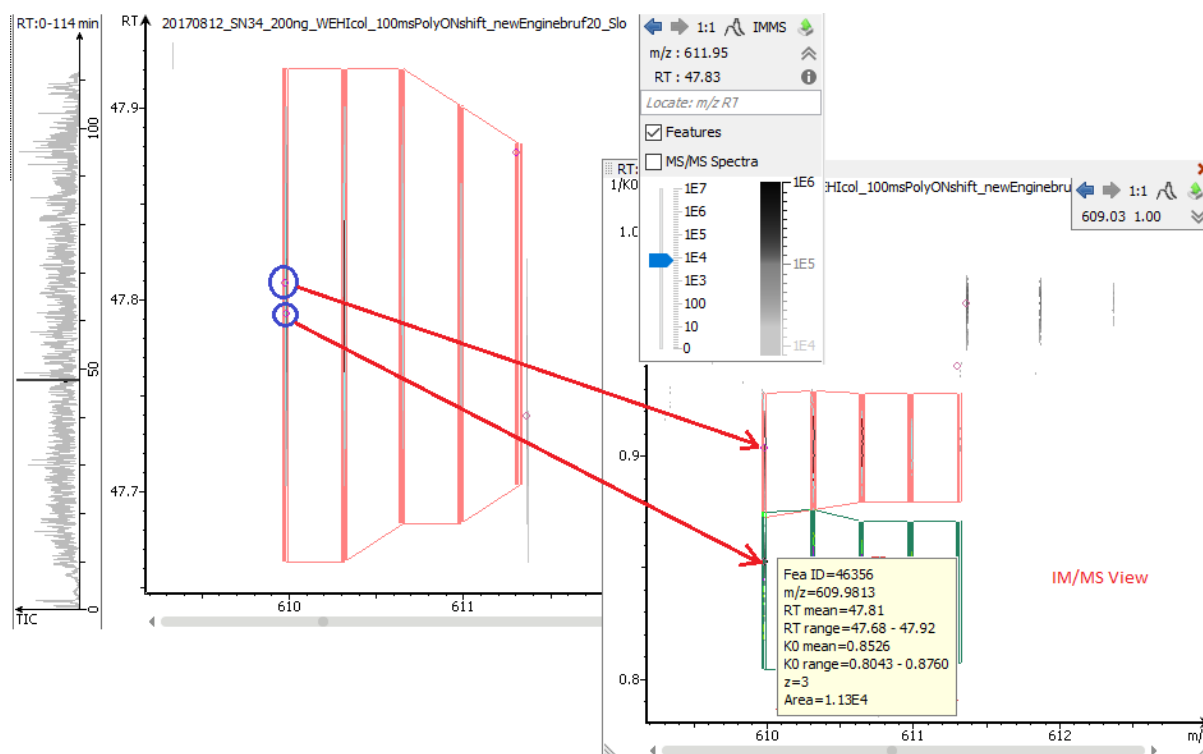 RT:0-114 min
RT
20170812_SN34_200ng_WEHIcol_100msPolyONshift_newEnginebruf20_Slo
100
50
0
TIC
47.9
47.8
47.7
610
611
1:1
IMMS
m/z : 611.95
RT : 47.83
Locate: m/z RT
Features
MS/MS Spectra
1E7
1E6
1E5
1E4
1E3
100
10
0
1E6
1E5
1E4
RT:
1/K0
HIcol_100msPolyONshift_newEnginebru
1:1
609.03 1.00
1.0
0.9
0.8
Fea ID=46356
m/z=609.9813
RT mean=47.81
RT range=47.68 - 47.92
K0 mean=0.8526
K0 range=0.8043 - 0.8760
z=3
Area=1.13E4
IM/MS View
610
611
612
m/